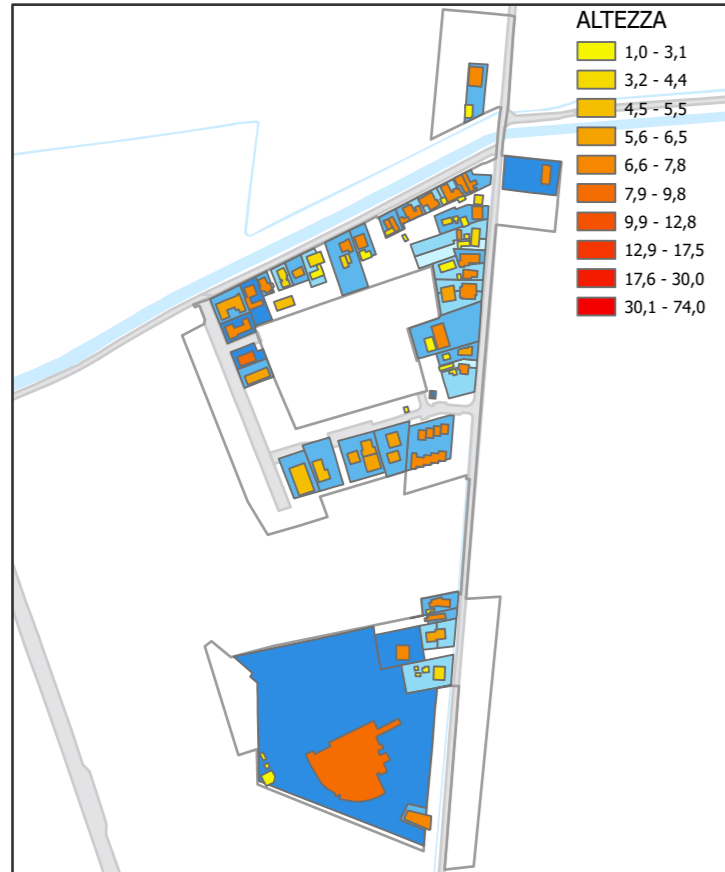 ALTEZZA
1,0 - 3,1
3,2 - 4,4
4,5 - 5,5
5,6 - 6,5
6,6 - 7,8
7,9 - 9,8
9,9 - 12,8
12,9 - 17,5
17,6 - 30,0
30,1 - 74,0